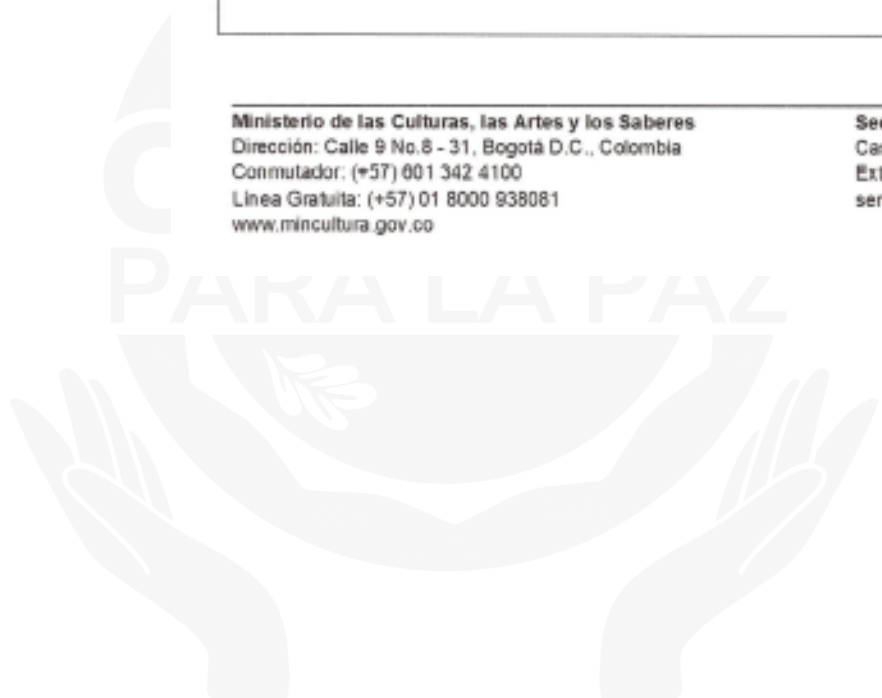 Ministerio de las Culturas, las Artes y los Saberes
Dirección: Calle 9 No.8 - 31, Bogotá D.C., Colombia
Conmutador: (+57) 601 342 4100
Línea Gratuita: (+57) 01 8000 938081
www.mincultura.gov.co
PARA LA PAZ